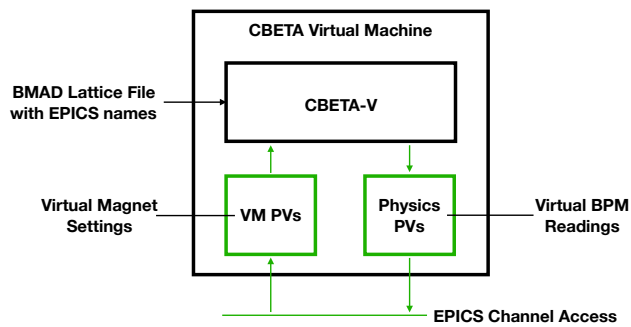 CBETA Virtual Machine
BMAD Lattice File
with EPICS names
CBETA-V
Virtual Magnet
Settings
VM PVs
Physics
PVs
Virtual BPM
Readings
EPICS Channel Access